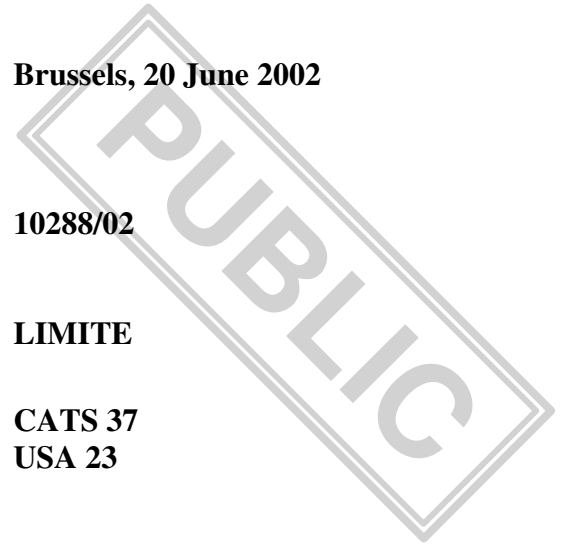 Brussels, 20 June 2002
10288/02
LIMITE
CATS 37
USA 23
PUBLIC